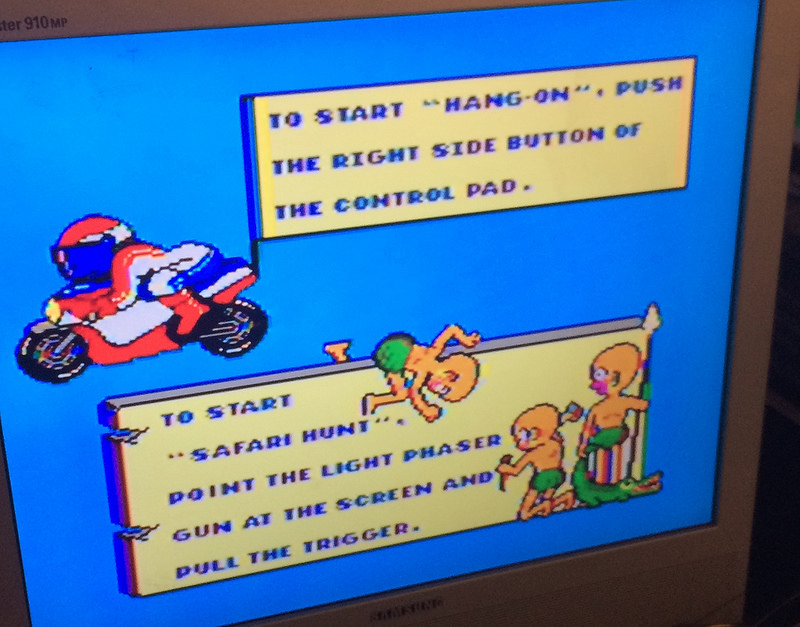 ster 910MP
TO START "HANG-ON", PUSH
THE RIGHT SIDE BUTTON OF
THE CONTROL PAD.
TO START
"SAFARI HUNT",
POINT THE LIGHT PHASER
GUN AT THE SCREEN AND
PULL THE TRIGGER.
SAMSUNG